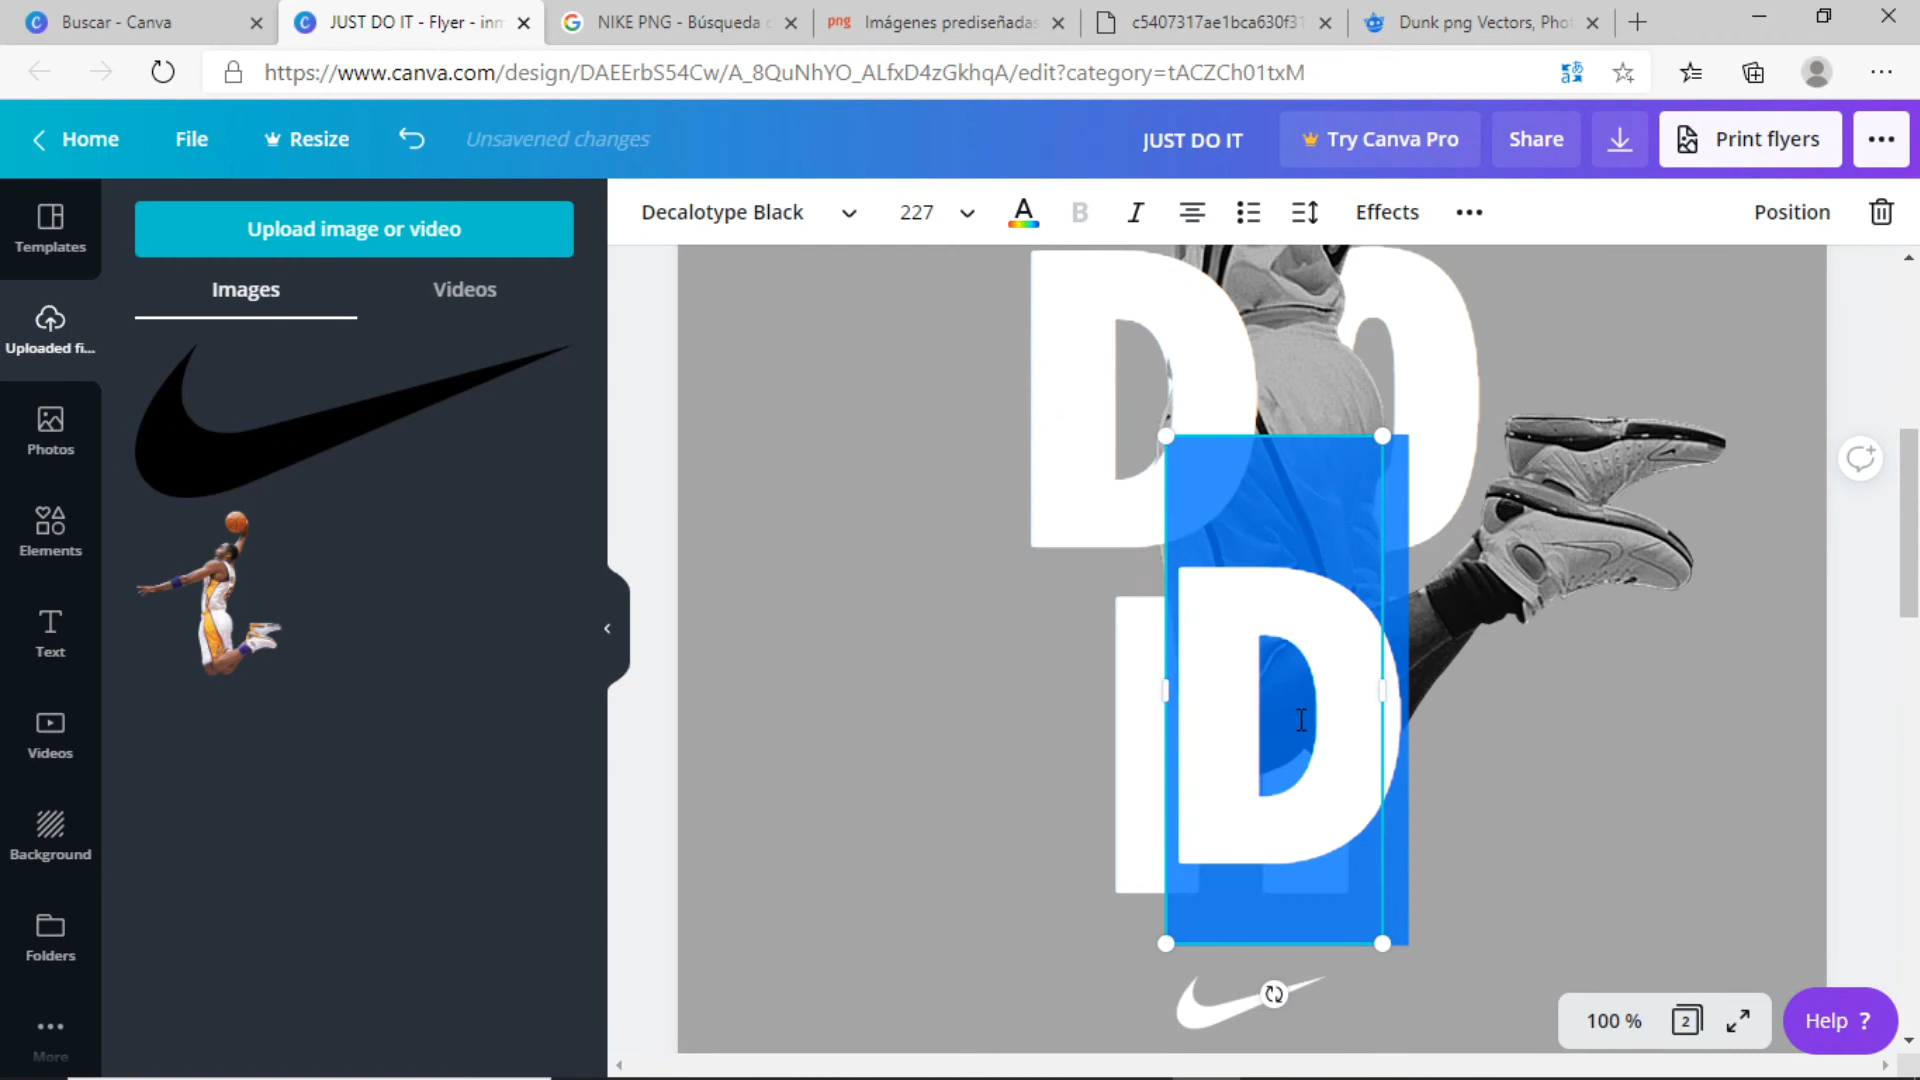 Buscar - Canva
JUST DO IT - Flyer - inm
NIKE PNG - Búsqueda c
png Imágenes prediseñadas
c5407317ae1bca630f31
Dunk png Vectors, Phot
https://www.canva.com/design/DAEErbS54Cw/A_8QuNhYO_ALfxD4zGkhqA/edit?category=tACZCh01txM
Home
File
Resize
Unsavened changes
JUST DO IT
Try Canva Pro
Share
Print flyers
Templates
Uploaded fi...
Photos
Elements
Text
Videos
Background
Folders
More
Upload image or video
Images
Videos
Decalotype Black
227
A
B
I
Effects
Position
DO
D
100 %
2
Help ?